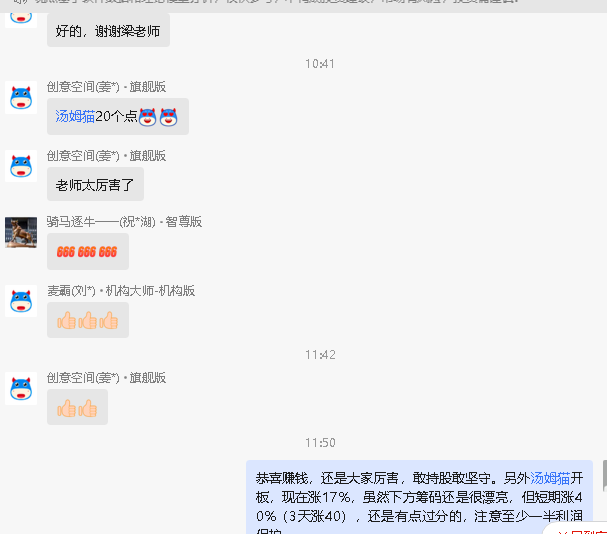 好的，谢谢梁老师
10:41
创意空间(姜*) • 旗舰版
汤姆猫20个点
创意空间(姜*) • 旗舰版
老师太厉害了
骑马逐牛——(祝*湖) • 智尊版
666 666 666
麦霸(刘*) • 机构大师-机构版
11:42
创意空间(姜*) • 旗舰版
11:50
恭喜赚钱，还是大家厉害，敢持股敢坚守。另外汤姆猫开
板，现在涨17%，虽然下方筹码还是很漂亮，但短期涨4
0%（3天涨40），还是有点过分的，注意至少一半利润